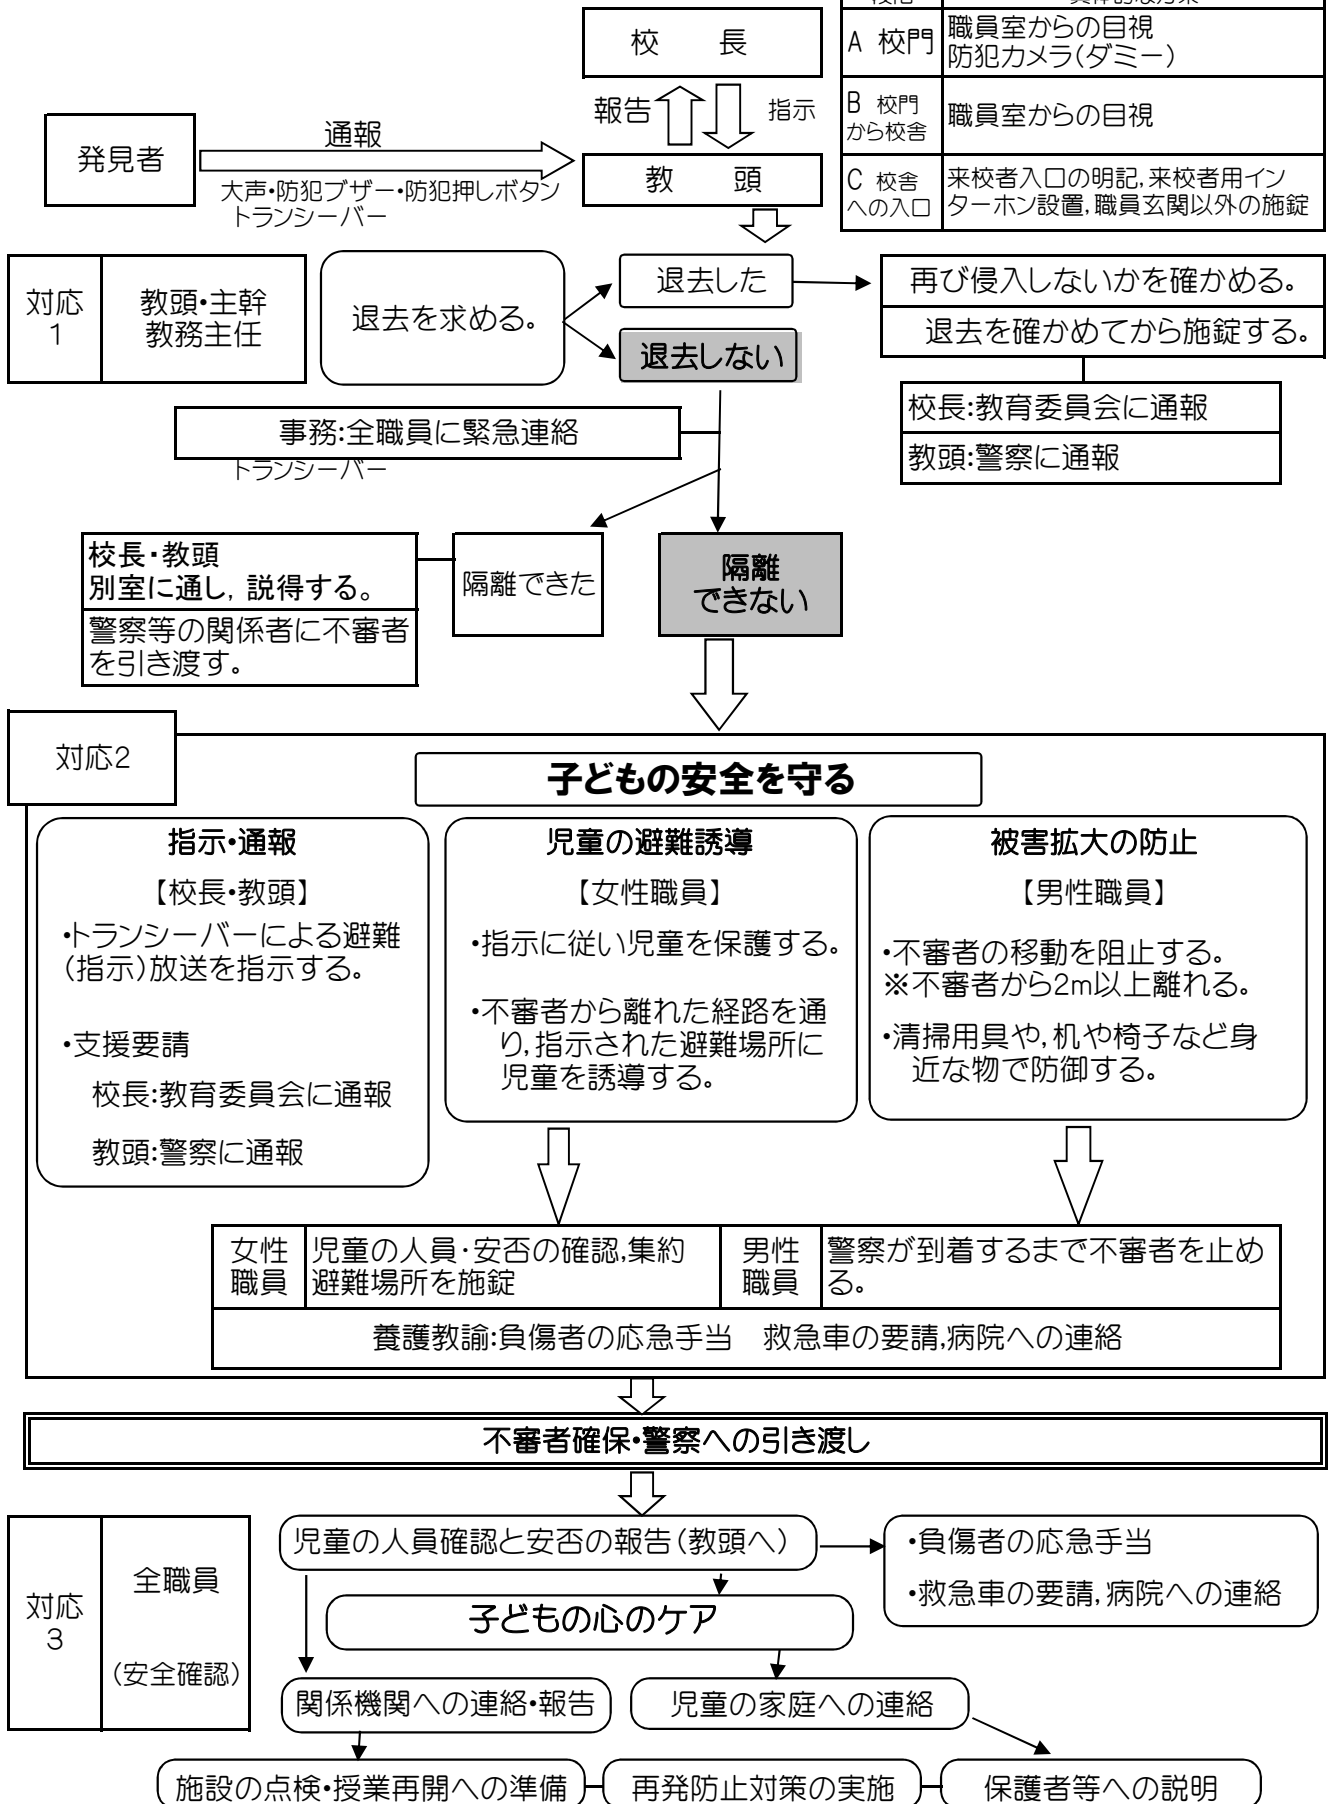 校　長
報告
指示
A 校門
職員室からの目視
防犯カメラ(ダミー)
B 校門
から校舎
職員室からの目視
C 校舎
への入口
来校者入口の明記,来校者用イン
ターホン設置,職員玄関以外の施錠
発見者
通報
大声・防犯ブザー・防犯押しボタン
トランシーバー
教　頭
対応
1
教頭・主幹
教務主任
退去を求める。
退去した
退去しない
再び侵入しないかを確かめる。
退去を確かめてから施錠する。
校長:教育委員会に通報
教頭:警察に通報
事務:全職員に緊急連絡
トランシーバー
校長・教頭
別室に通し,説得する。
警察等の関係者に不審者
を引き渡す。
隔離できた
隔離
できない
対応2
子どもの安全を守る
指示・通報
【校長・教頭】
・トランシーバーによる避難
(指示)放送を指示する。
・支援要請
校長:教育委員会に通報
教頭:警察に通報
児童の避難誘導
【女性職員】
・指示に従い児童を保護する。
・不審者から離れた経路を通
り,指示された避難場所に
児童を誘導する。
被害拡大の防止
【男性職員】
・不審者の移動を阻止する。
※不審者から2m以上離れる。
・清掃用具や,机や椅子など身
近な物で防御する。
女性
職員
児童の人員・安否の確認,集約
避難場所を施錠
男性
職員
警察が到着するまで不審者を止め
る。
養護教諭:負傷者の応急手当　救急車の要請,病院への連絡
不審者確保・警察への引き渡し
対応
3
全職員
(安全確認)
児童の人員確認と安否の報告(教頭へ)
・負傷者の応急手当
・救急車の要請,病院への連絡
子どもの心のケア
関係機関への連絡・報告
児童の家庭への連絡
施設の点検・授業再開への準備
再発防止対策の実施
保護者等への説明